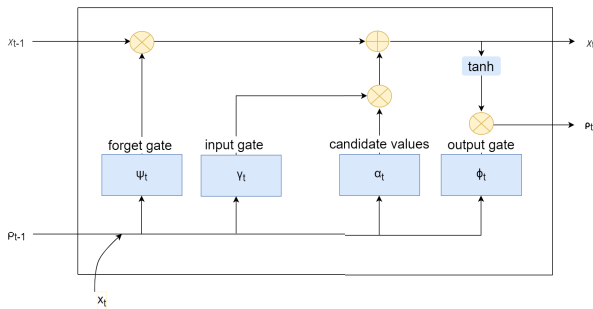 χt-1
χt
tanh
ρt
forget gate
input gate
candidate values
output gate
ψt
γt
αt
ϕt
ρt-1
xt